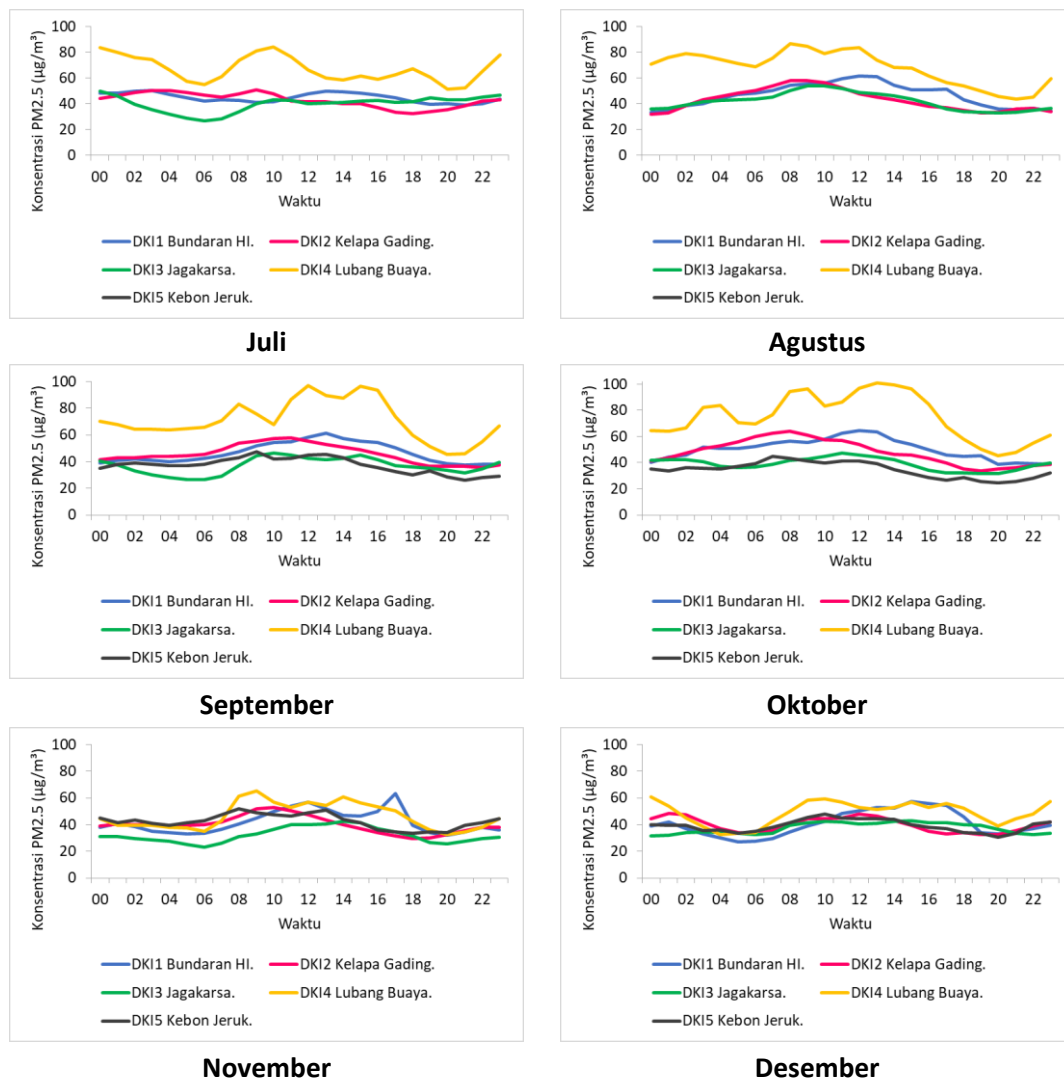 Konsentrasi PM2.5 (µg/m³)
100
80
60
40
20
0
00 02 04 06 08 10 12 14 16 18 20 22
Waktu
DKI1 Bundaran HI. DKI2 Kelapa Gading.
DKI3 Jagakarsa. DKI4 Lubang Buaya.
DKI5 Kebon Jeruk.
Juli
Konsentrasi PM2.5 (µg/m³)
100
80
60
40
20
0
00 02 04 06 08 10 12 14 16 18 20 22
Waktu
DKI1 Bundaran HI. DKI2 Kelapa Gading.
DKI3 Jagakarsa. DKI4 Lubang Buaya.
DKI5 Kebon Jeruk.
Agustus
Konsentrasi PM2.5 (µg/m³)
100
80
60
40
20
0
00 02 04 06 08 10 12 14 16 18 20 22
Waktu
DKI1 Bundaran HI. DKI2 Kelapa Gading.
DKI3 Jagakarsa. DKI4 Lubang Buaya.
DKI5 Kebon Jeruk.
September
Konsentrasi PM2.5 (µg/m³)
100
80
60
40
20
0
00 02 04 06 08 10 12 14 16 18 20 22
Waktu
DKI1 Bundaran HI. DKI2 Kelapa Gading.
DKI3 Jagakarsa. DKI4 Lubang Buaya.
DKI5 Kebon Jeruk.
Oktober
Konsentrasi PM2.5 (µg/m³)
100
80
60
40
20
0
00 02 04 06 08 10 12 14 16 18 20 22
Waktu
DKI1 Bundaran HI. DKI2 Kelapa Gading.
DKI3 Jagakarsa. DKI4 Lubang Buaya.
DKI5 Kebon Jeruk.
November
Konsentrasi PM2.5 (µg/m³)
100
80
60
40
20
0
00 02 04 06 08 10 12 14 16 18 20 22
Waktu
DKI1 Bundaran HI. DKI2 Kelapa Gading.
DKI3 Jagakarsa. DKI4 Lubang Buaya.
DKI5 Kebon Jeruk.
Desember